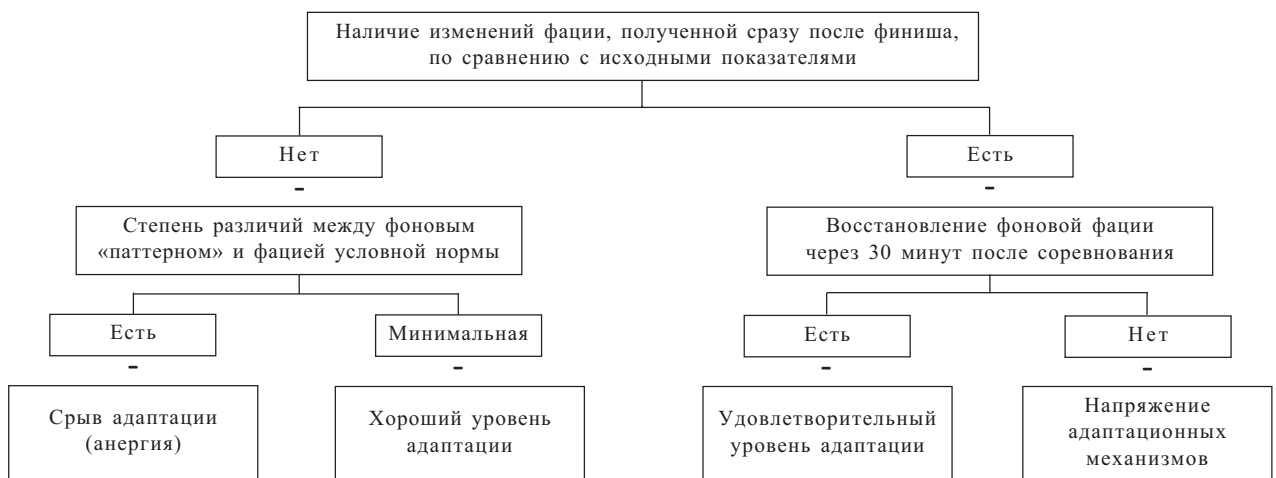 Наличие изменений фации, полученной сразу после финиша,
по сравнению с исходными показателями
Нет
Есть
Степень различий между фоновым
«паттерном» и фацией условной нормы
Восстановление фоновой фации
через 30 минут после соревнования
Есть
Минимальная
Есть
Нет
Срыв адаптации
(анергия)
Хороший уровень
адаптации
Удовлетворительный
уровень адаптации
Напряжение
адаптационных
механизмов